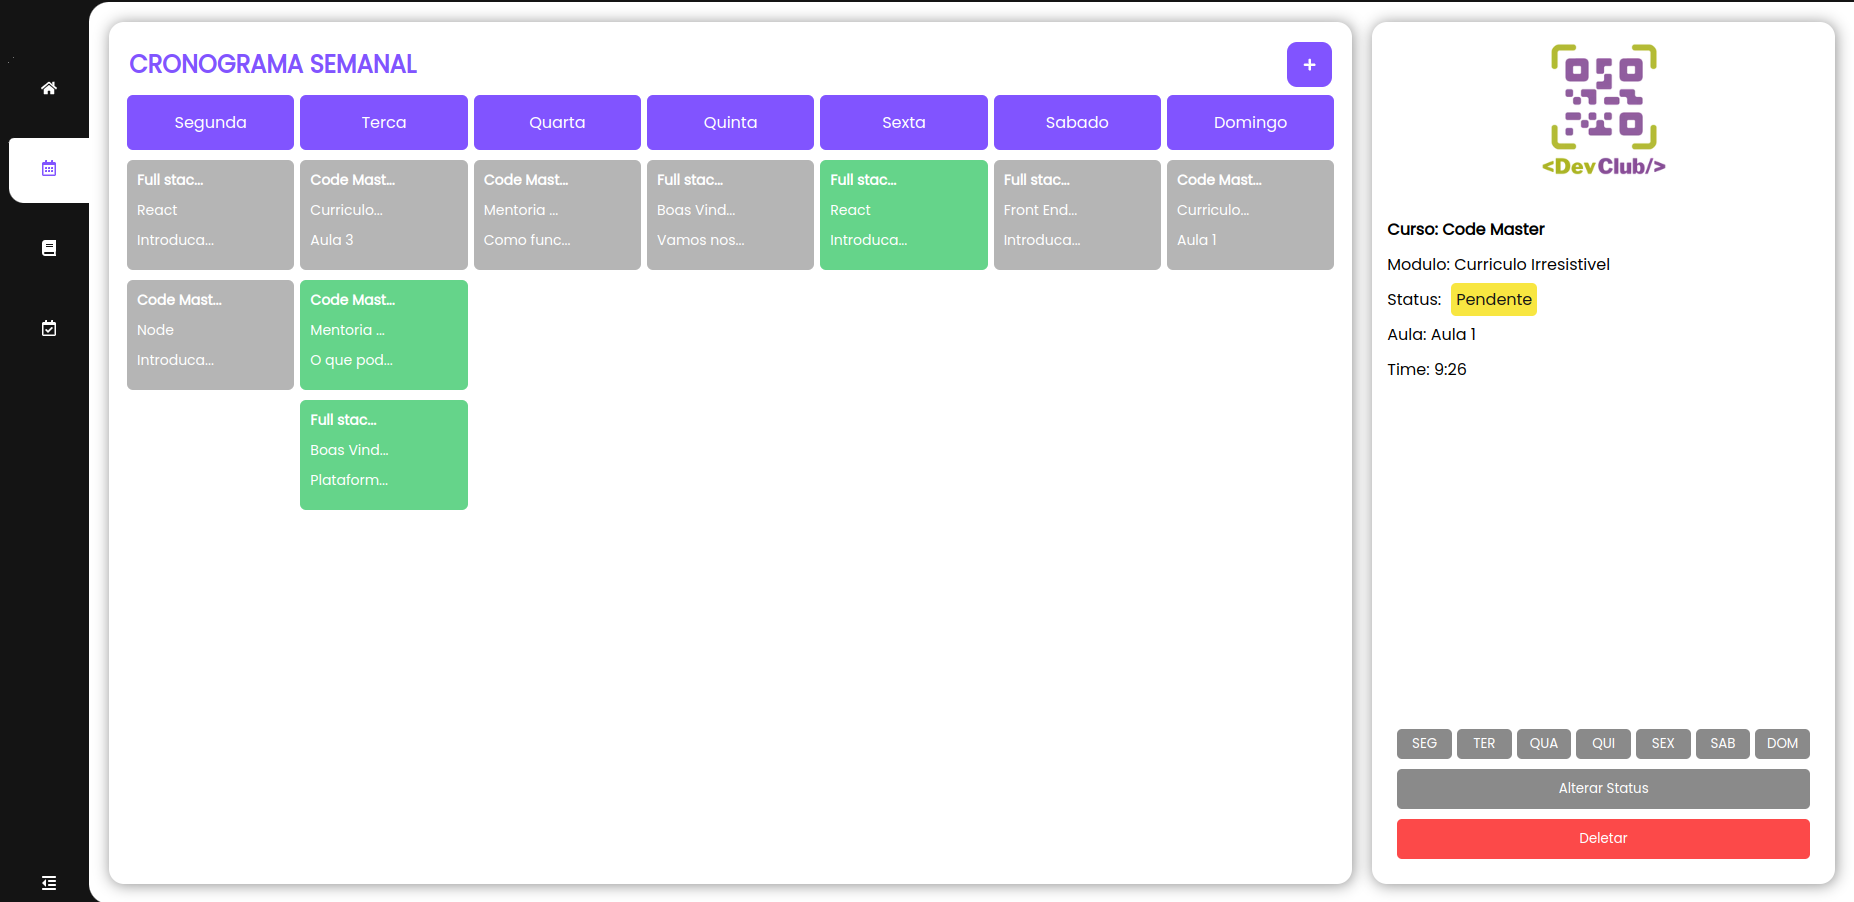 CRONOGRAMA SEMANAL
+
Segunda Terca Quarta Quinta Sexta Sabado Domingo
Full stac... Code Mast... Code Mast... Full stac... Full stac... Full stac... Code Mast...
React Curriculo... Mentoria ... Boas Vind... React Front End... Curriculo...
Introduca... Aula 3 Como func... Vamos nos... Introduca... Introduca... Aula 1
Code Mast... Code Mast...
Node Mentoria ...
Introduca... O que pod...
Full stac...
Boas Vind...
Plataform...
<DevClub/>
Curso: Code Master
Modulo: Curriculo Irresistivel
Status: Pendente
Aula: Aula 1
Time: 9:26
SEG TER QUA QUI SEX SAB DOM
Alterar Status
Deletar